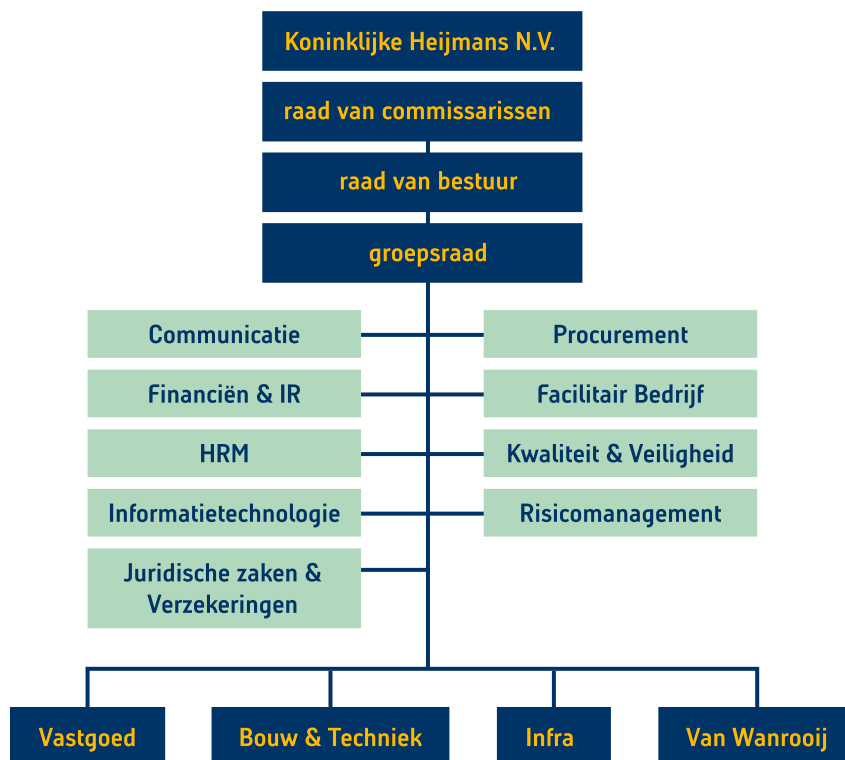 Koninklijke Heijmans N.V.
raad van commissarissen
raad van bestuur
groepsraad
Communicatie
Procurement
Financiën & IR
Facilitair Bedrijf
HRM
Kwaliteit & Veiligheid
Informatietechnologie
Risicomanagement
Juridische zaken &
Verzekeringen
Vastgoed
Bouw & Techniek
Infra
Van Wanrooij